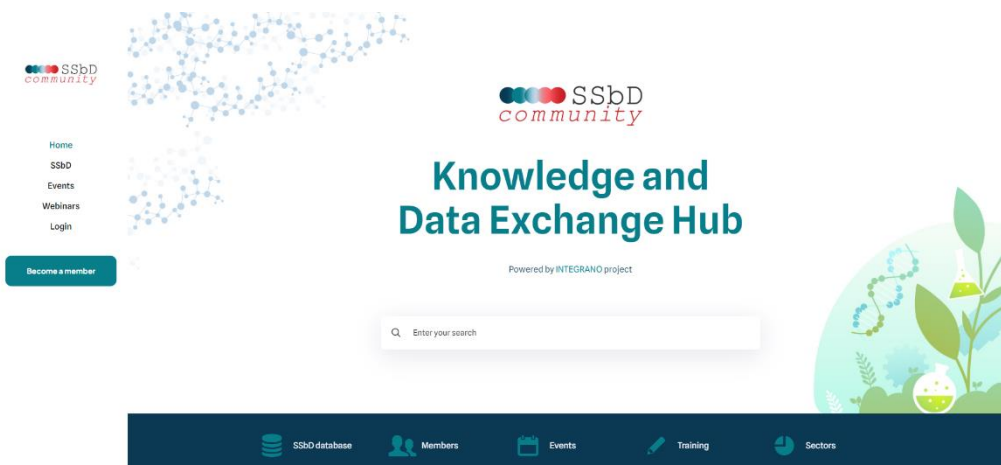 SSbD
community
Home
SSbD
Events
Webinars
Login
Become a member
SSbD
community
Knowledge and
Data Exchange Hub
Powered by INTEGRANO project
Enter your search
SSbD database
Members
Events
Training
Sectors